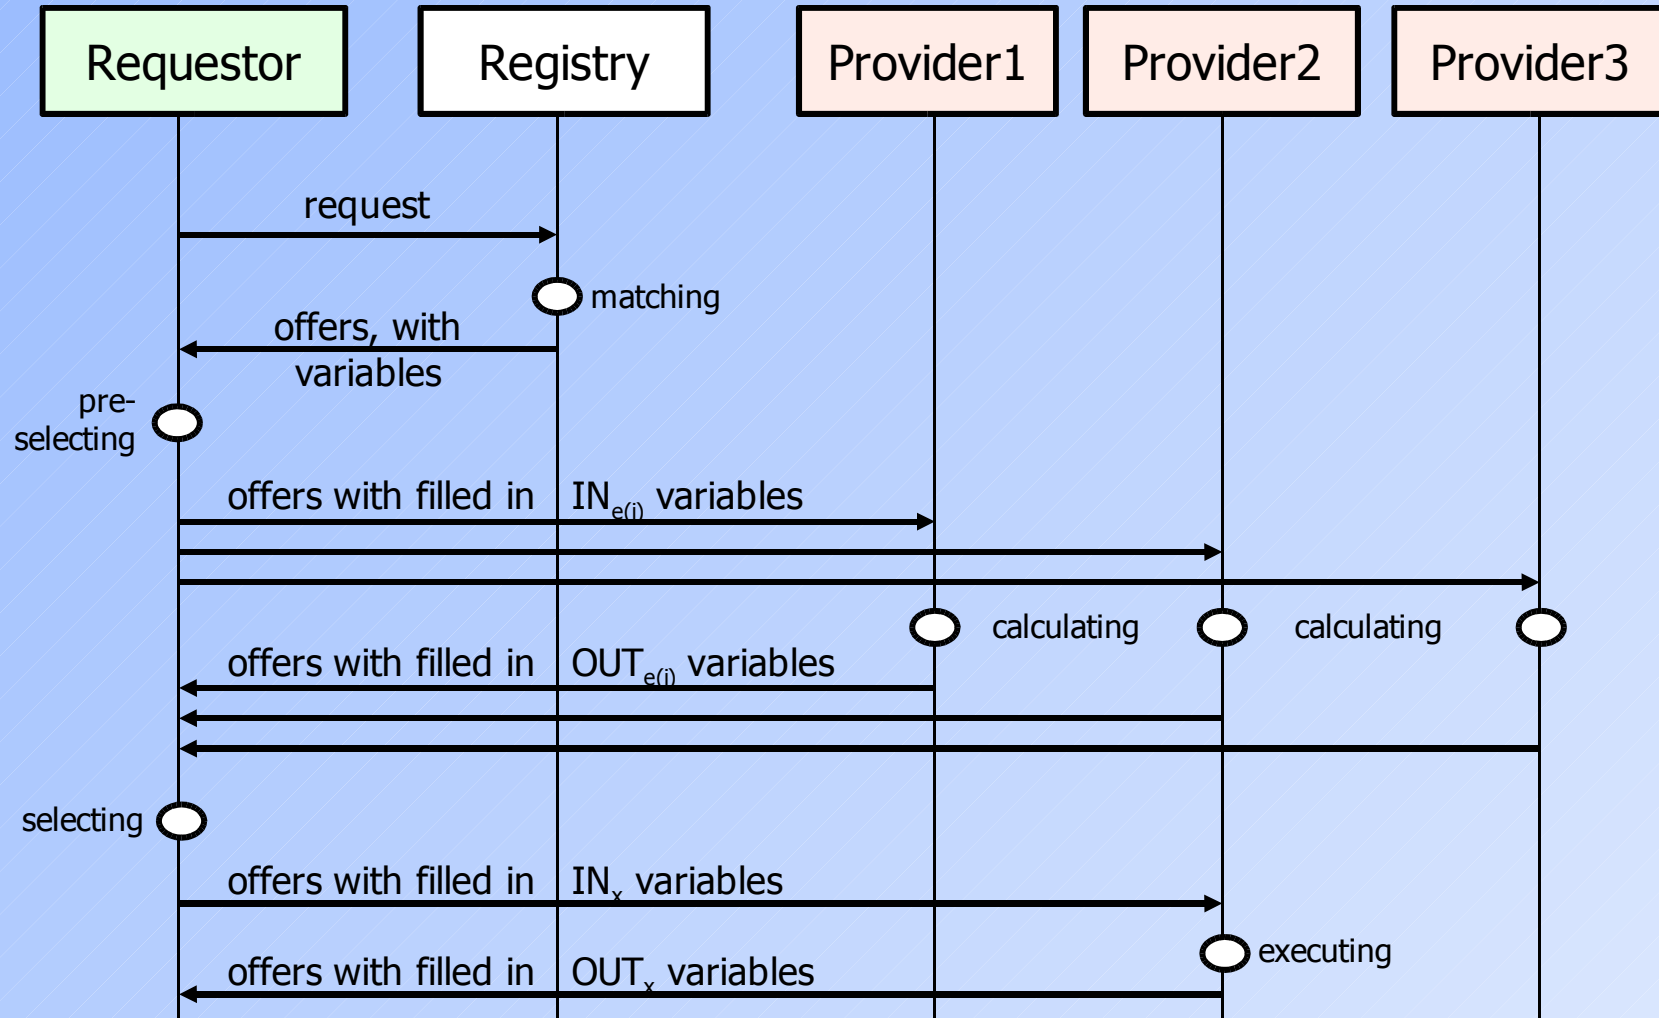 Requestor
Registry
Provider1
Provider2
Provider3
request
matching
offers, with
variables
pre-
selecting
offers with filled in INe(i) variables
calculating
calculating
offers with filled in OUTe(i) variables
selecting
offers with filled in INx variables
executing
offers with filled in OUTx variables